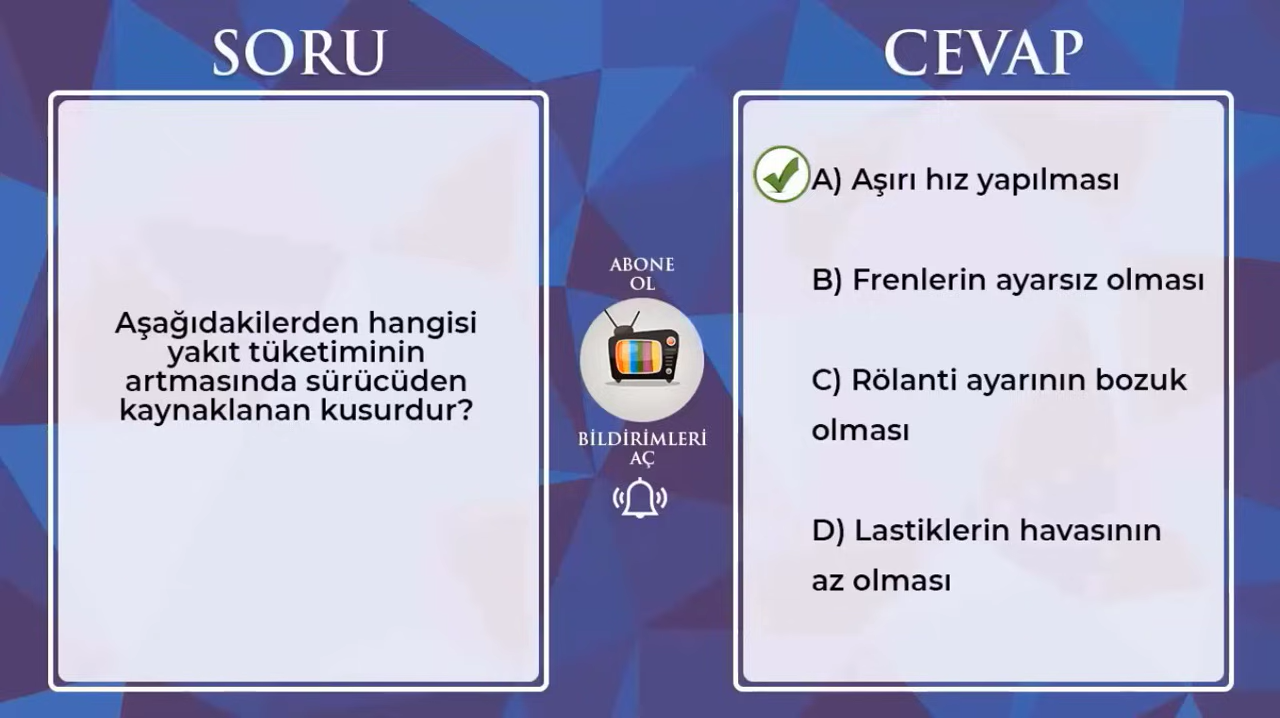 SORU
Aşağıdakilerden hangisi
yakıt tüketiminin
artmasında sürücüden
kaynaklanan kusurdur?
ABONE
OL
BİLDİRİMLERİ
AÇ
CEVAP
A) Aşırı hız yapılması
B) Frenlerin ayarsız olması
C) Rölanti ayarının bozuk
olması
D) Lastiklerin havasının
az olması